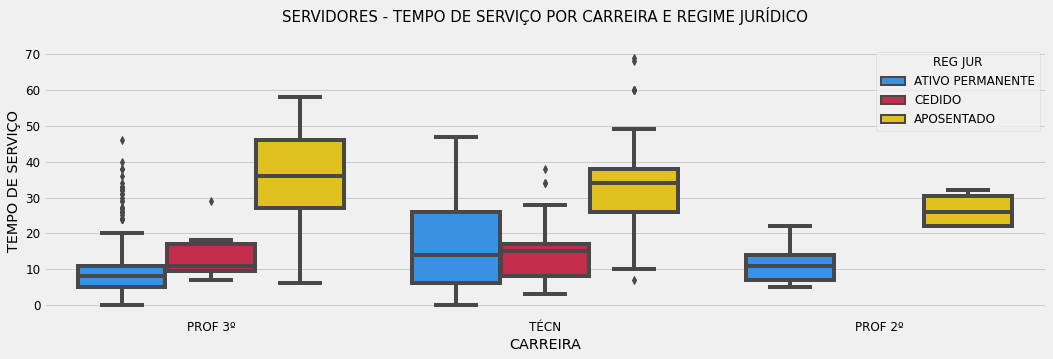 SERVIDORES - TEMPO DE SERVIÇO POR CARREIRA E REGIME JURÍDICO
TEMPO DE SERVIÇO
70
60
50
40
30
20
10
0
REG JUR
ATIVO PERMANENTE
CEDIDO
APOSENTADO
PROF 3º
TÉCN
PROF 2º
CARREIRA